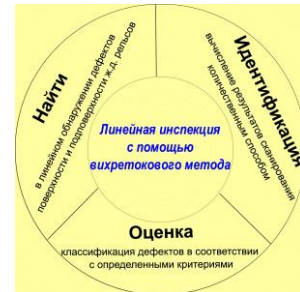 Найти
в линейном обнаружении дефектов
поверхности и подповерхности ж.д. рельсов
Идентификация
вычисление результатов сканирования
количественным способом
Линейная инспекция
с помощью
вихретокового метода
Оценка
классификация дефектов в соответствии
с определенными критериями